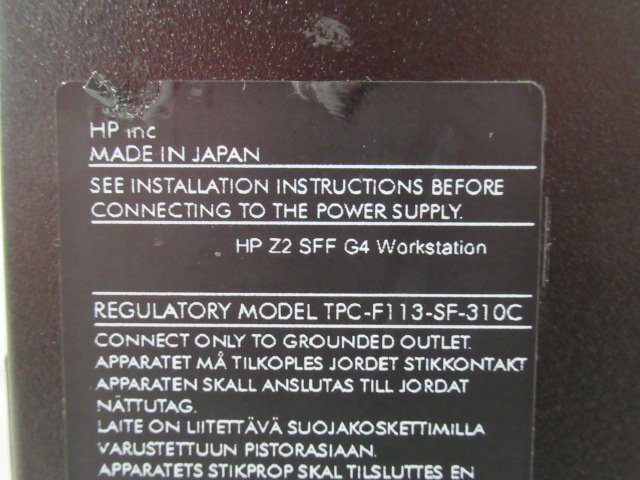 HP Inc
MADE IN JAPAN
SEE INSTALLATION INSTRUCTIONS BEFORE
CONNECTING TO THE POWER SUPPLY.
HP Z2 SFF G4 Workstation
REGULATORY MODEL TPC-F113-SF-310C
CONNECT ONLY TO GROUNDED OUTLET.
APPARATET MÅ TILKOPLES JORDET STIKKONTAKT
APPARATEN SKALL ANSLUTAS TILL JORDAT
NÄTTUTAG.
LAITE ON LIITETTÄVÄ SUOJAKOSKETTIMILLA
VARUSTETTUUN PISTORASIAAN.
APPARATETS STIKPROP SKAL TILSLUTTES EN